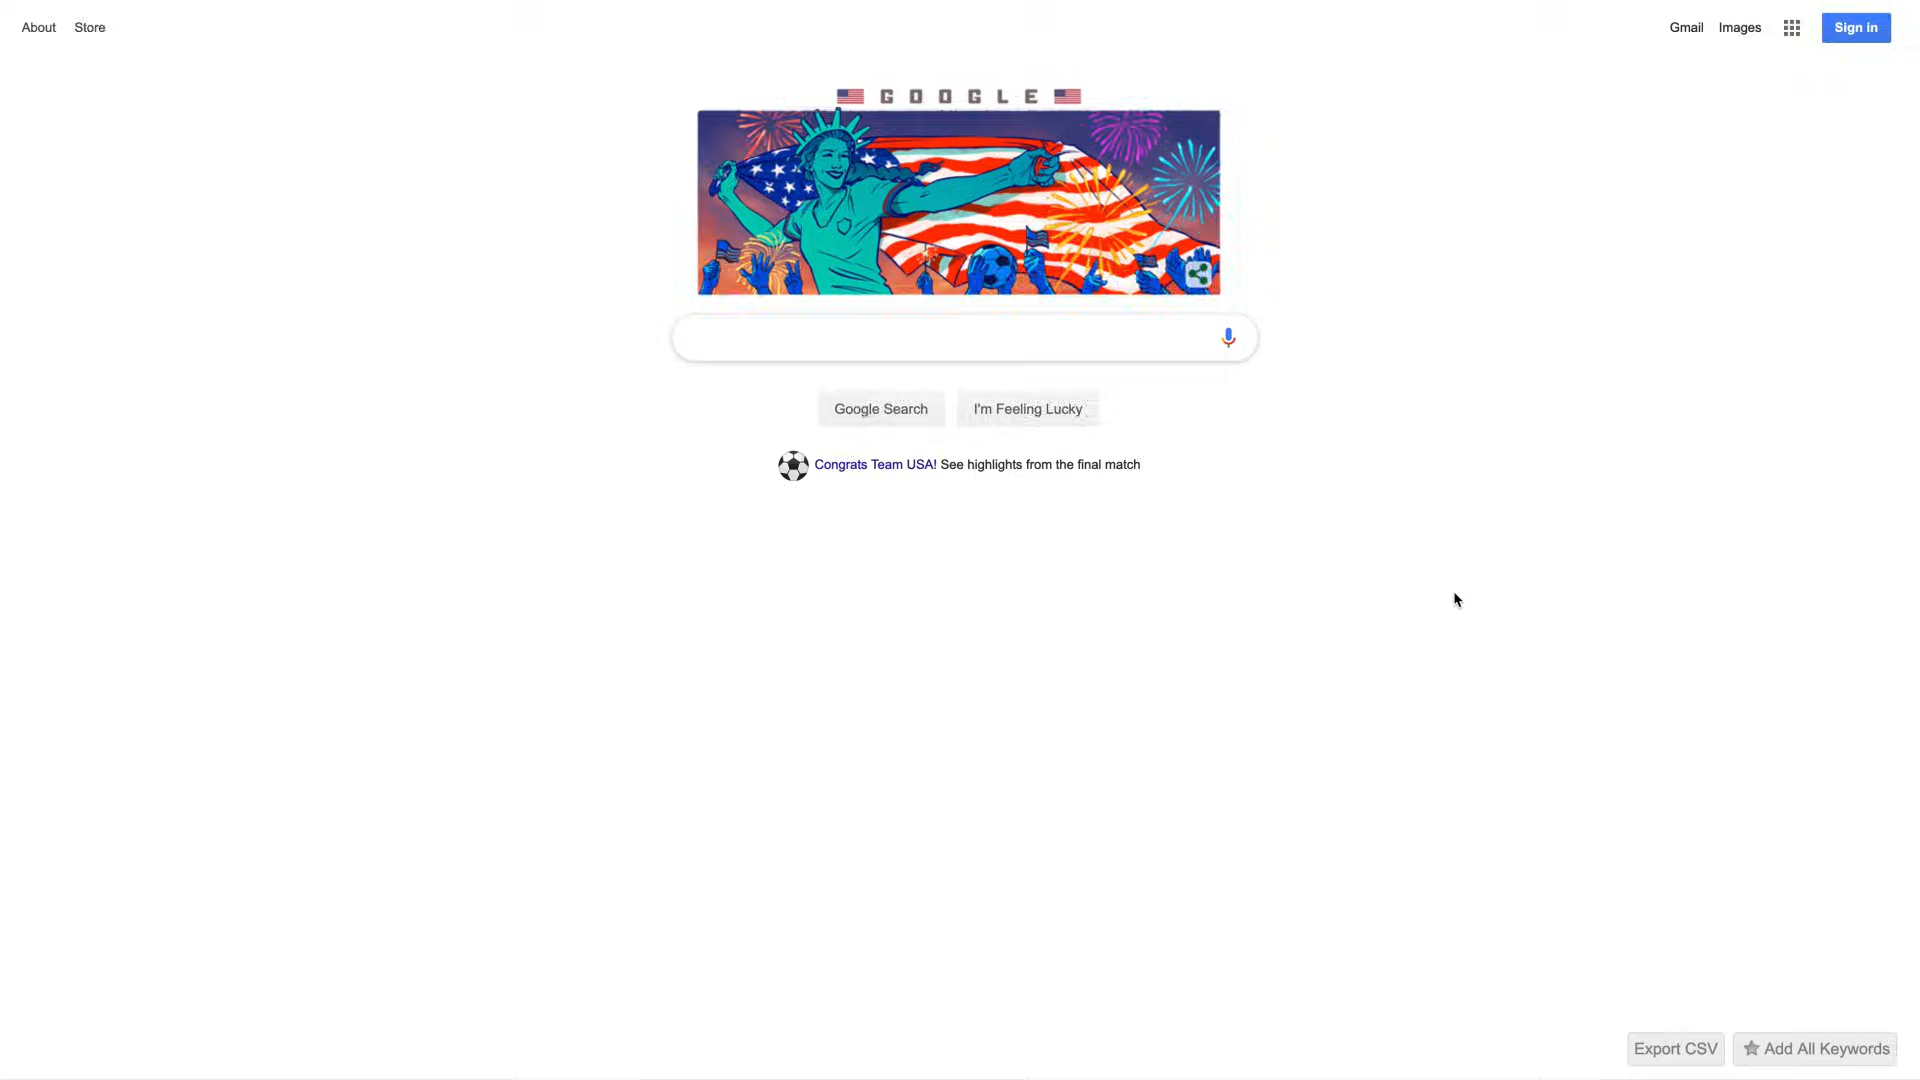 About Store
Gmail Images Sign in
GOOGLE
Google Search I'm Feeling Lucky
Congrats Team USA! See highlights from the final match
Export CSV Add All Keywords